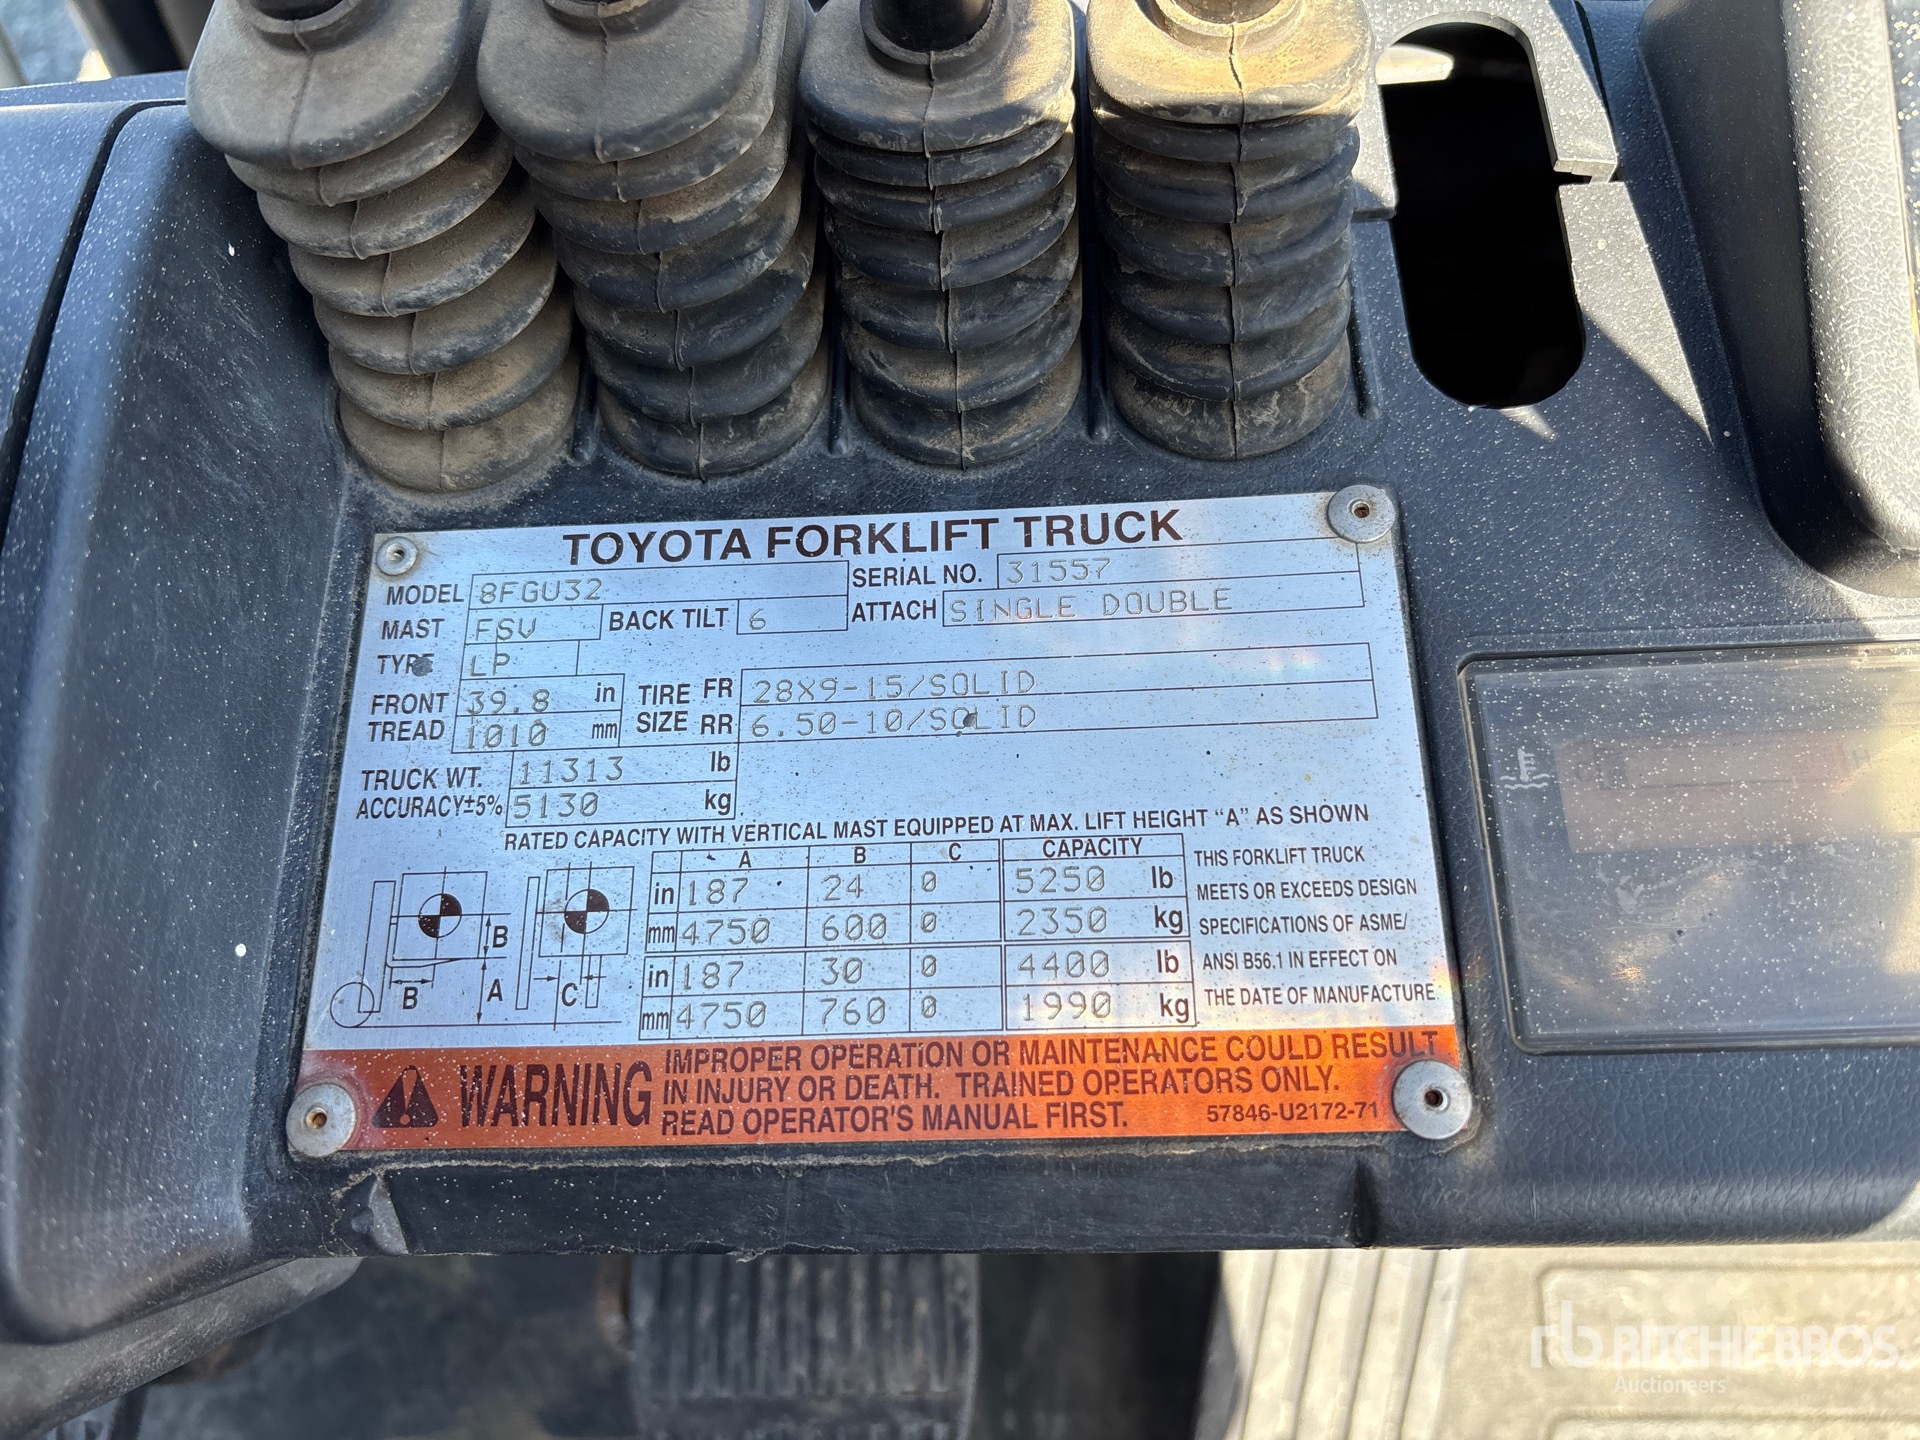 TOYOTA FORKLIFT TRUCK
MODEL 8FGU32 SERIAL NO. 31557
MAST FSV BACK TILT 6 ATTACH SINGLE DOUBLE
TYPE LP
FRONT TREAD 39.8 in TIRE SIZE FR 28X9-15/SOLID
1010 mm RR 6.50-10/SOLID
TRUCK WT. 11313 lb
ACCURACY±5% 5130 kg
RATED CAPACITY WITH VERTICAL MAST EQUIPPED AT MAX. LIFT HEIGHT "A" AS SHOWN
A B C CAPACITY
in 187 24 0 5250 lb
mm 4750 600 0 2350 kg
in 187 30 0 4400 lb
mm 4750 760 0 1990 kg
B
B A C
THIS FORKLIFT TRUCK
MEETS OR EXCEEDS DESIGN
SPECIFICATIONS OF ASME/
ANSI B56.1 IN EFFECT ON
THE DATE OF MANUFACTURE.
WARNING
IMPROPER OPERATION OR MAINTENANCE COULD RESULT
IN INJURY OR DEATH. TRAINED OPERATORS ONLY.
READ OPERATOR'S MANUAL FIRST. 57846-U2172-71
rb RITCHIE BROS.
Auctioneers